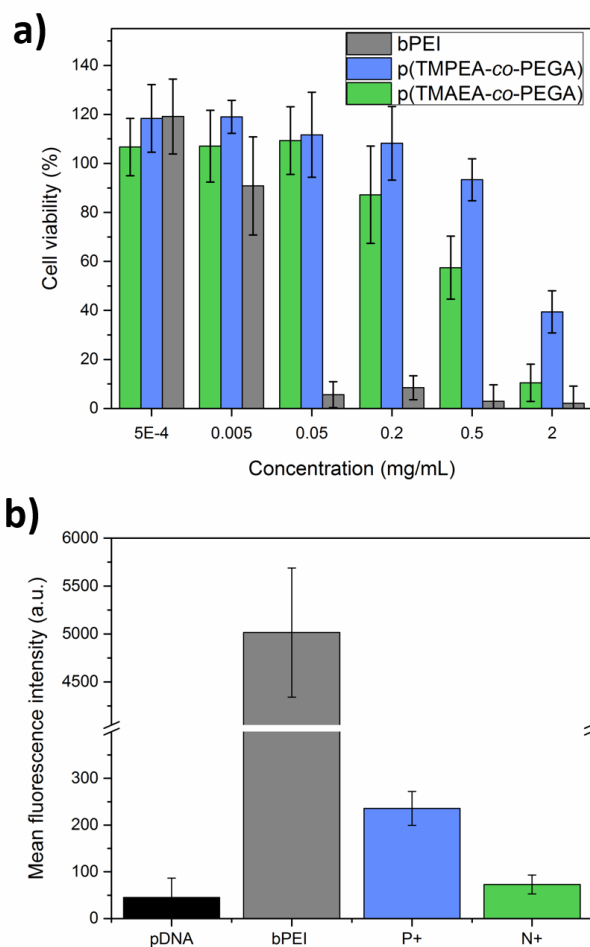 a)
bPEI
p(TMPEA-co-PEGA)
p(TMAEA-co-PEGA)
140
120
100
80
60
40
20
0
Cell viability (%)
5E-4 0.005 0.05 0.2 0.5 2
Concentration (mg/mL)
b)
6000
5500
5000
4500
300
200
100
0
Mean fluorescence intensity (a.u.)
pDNA bPEI P+ N+